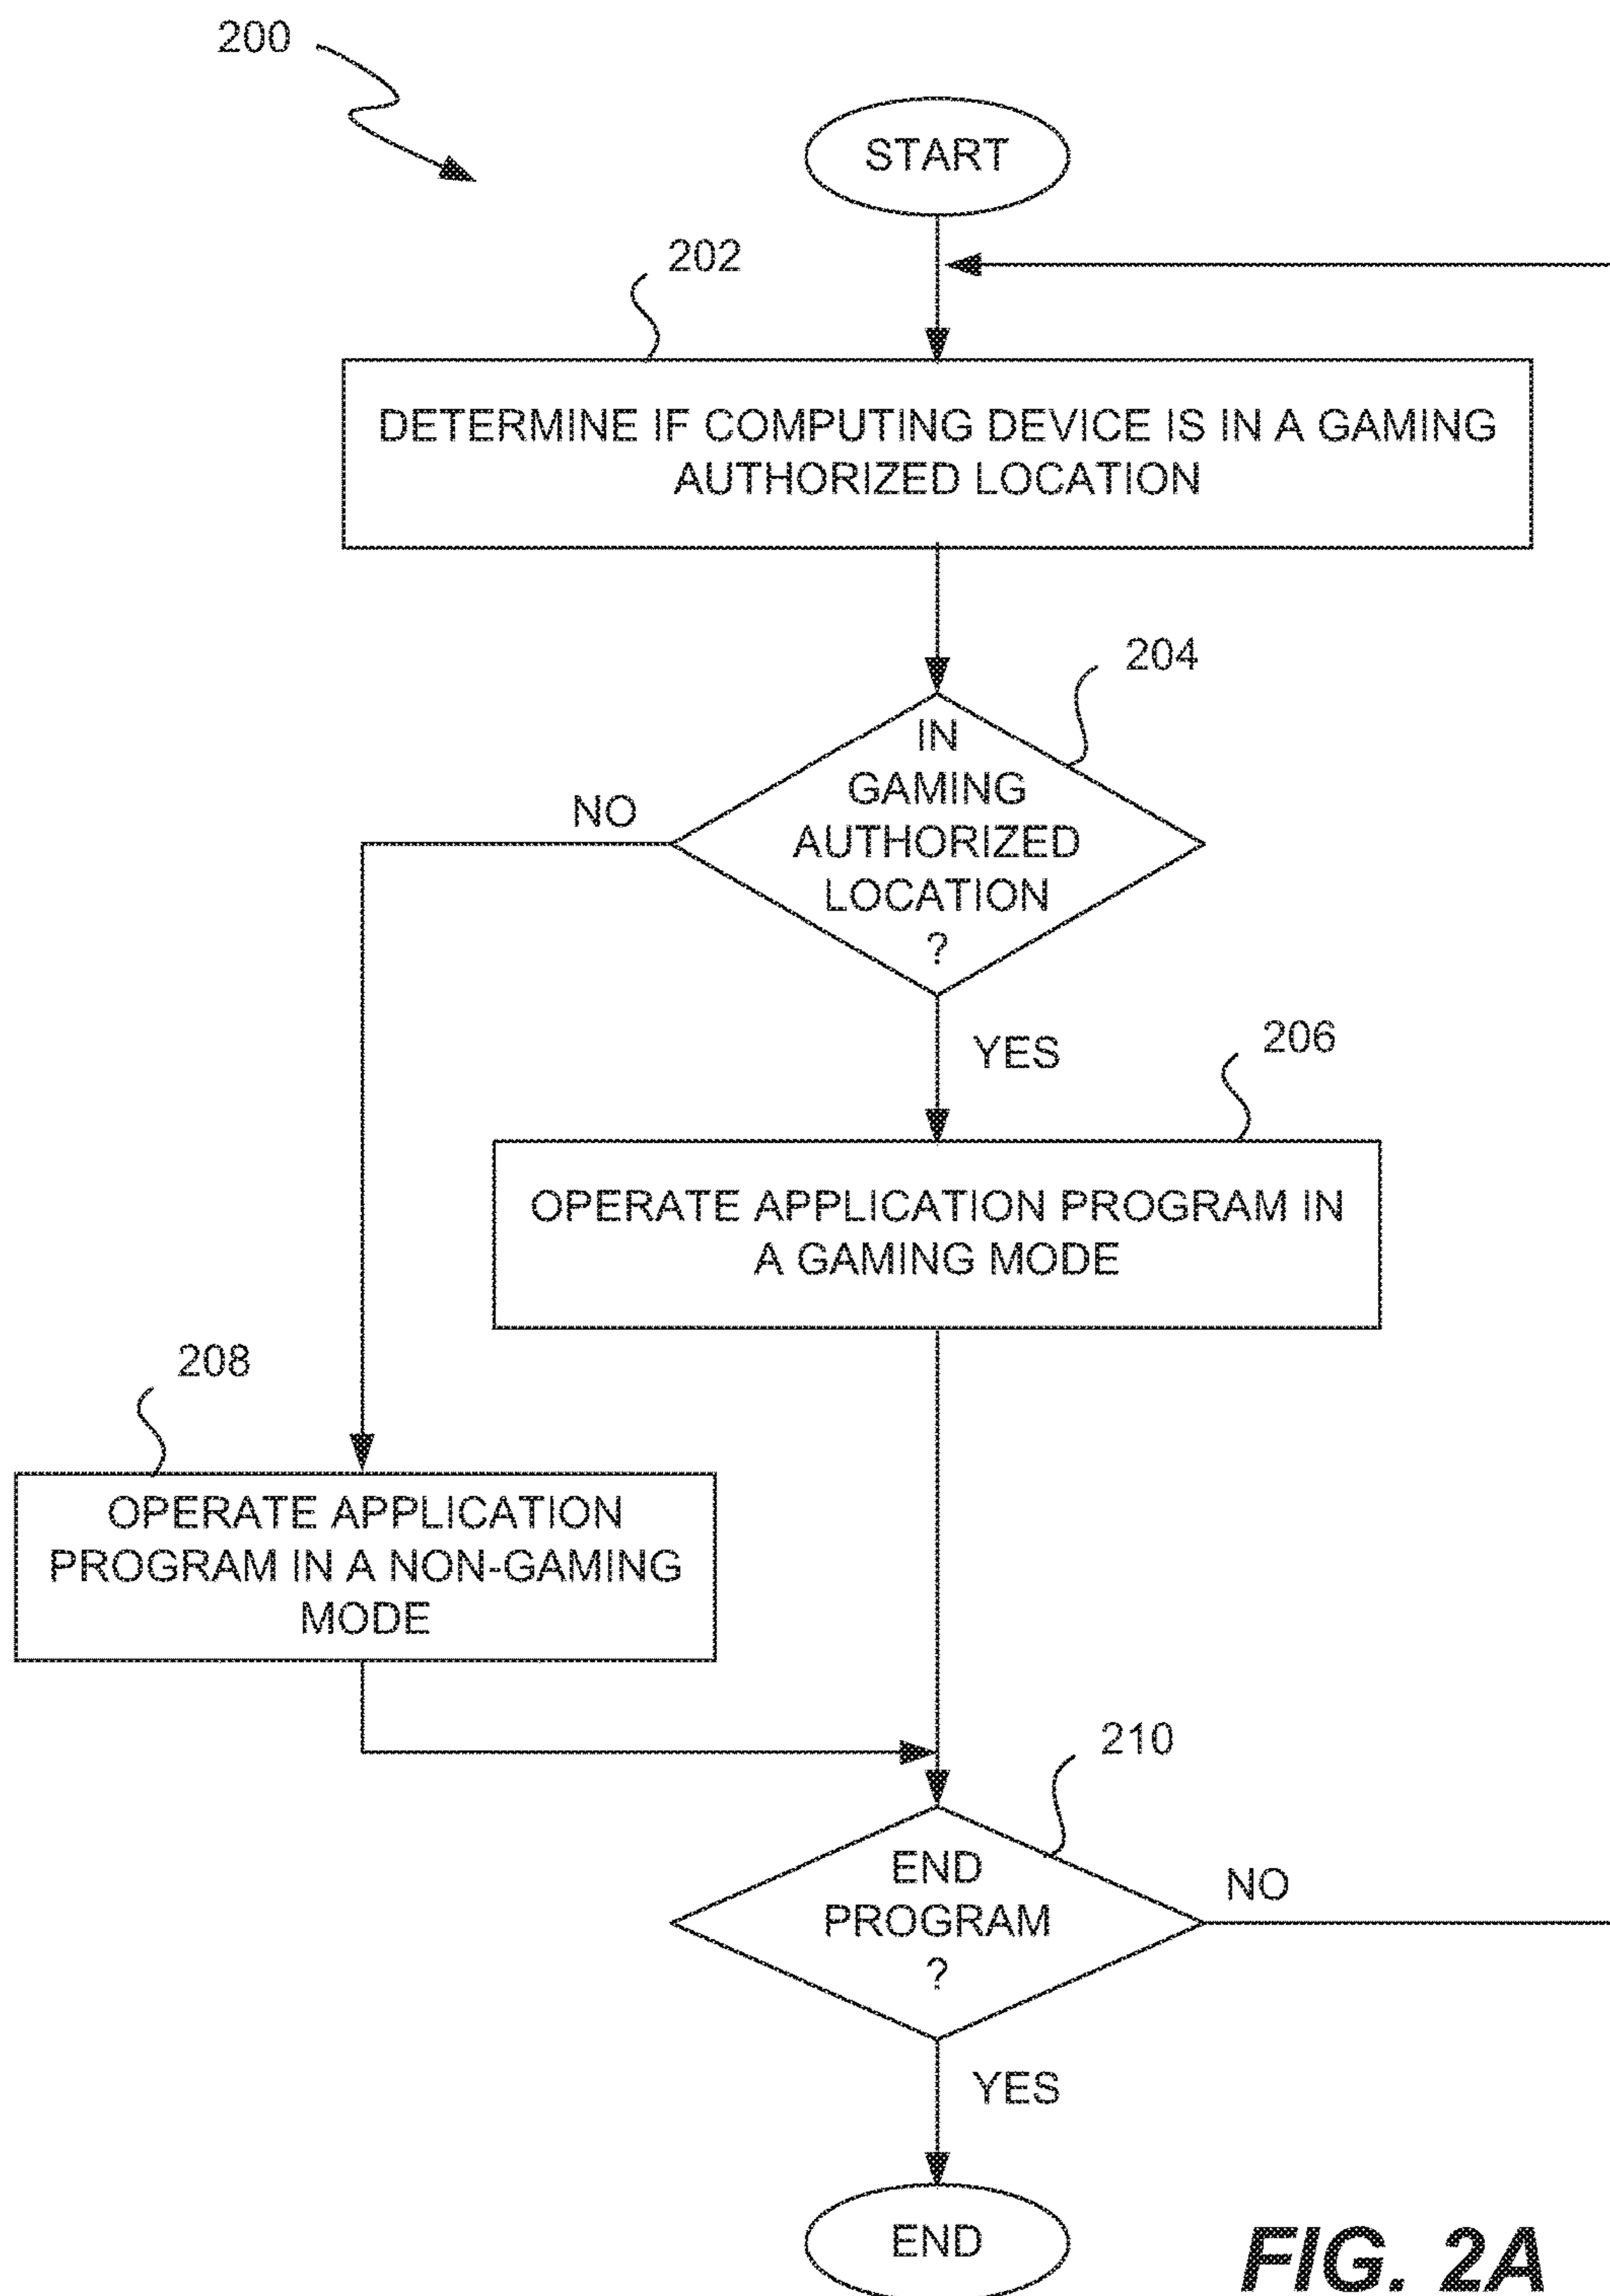 200
START
202
DETERMINE IF COMPUTING DEVICE IS IN A GAMING
AUTHORIZED LOCATION
204
IN
GAMING
AUTHORIZED
LOCATION
?
NO
YES
206
OPERATE APPLICATION PROGRAM IN
A GAMING MODE
208
OPERATE APPLICATION
PROGRAM IN A NON-GAMING
MODE
210
END
PROGRAM
?
NO
YES
END
FIG. 2A